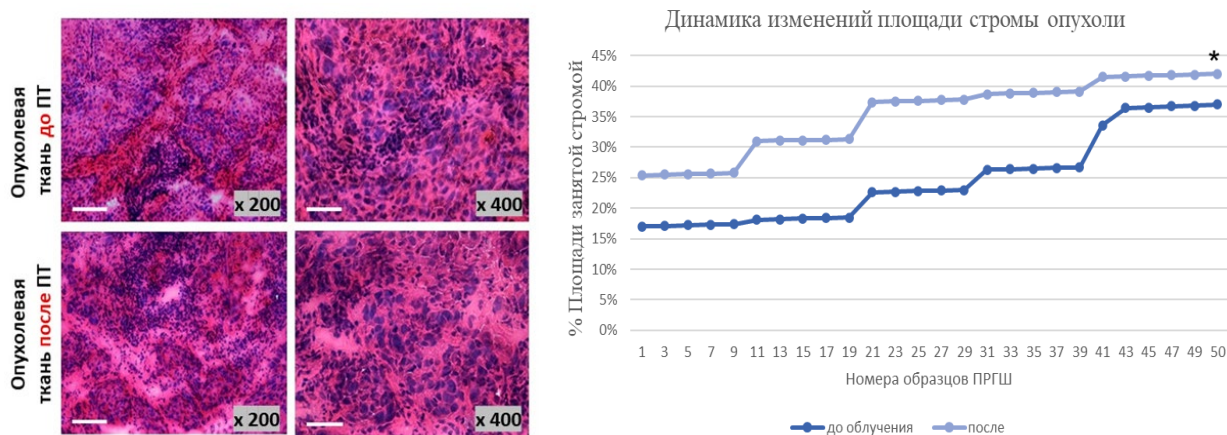 Опухолевая
ткань до ПТ
x 200
x 400
Опухолевая
ткань после ПТ
x 200
x 400
Динамика изменений площади стромы опухоли
% Площади занятой стромой
45%
40%
35%
30%
25%
20%
15%
10%
5%
0%
*
1 3 5 7 9 11 13 15 17 19 21 23 25 27 29 31 33 35 37 39 41 43 45 47 49 50
Номера образцов ПРГШ
до облучения после